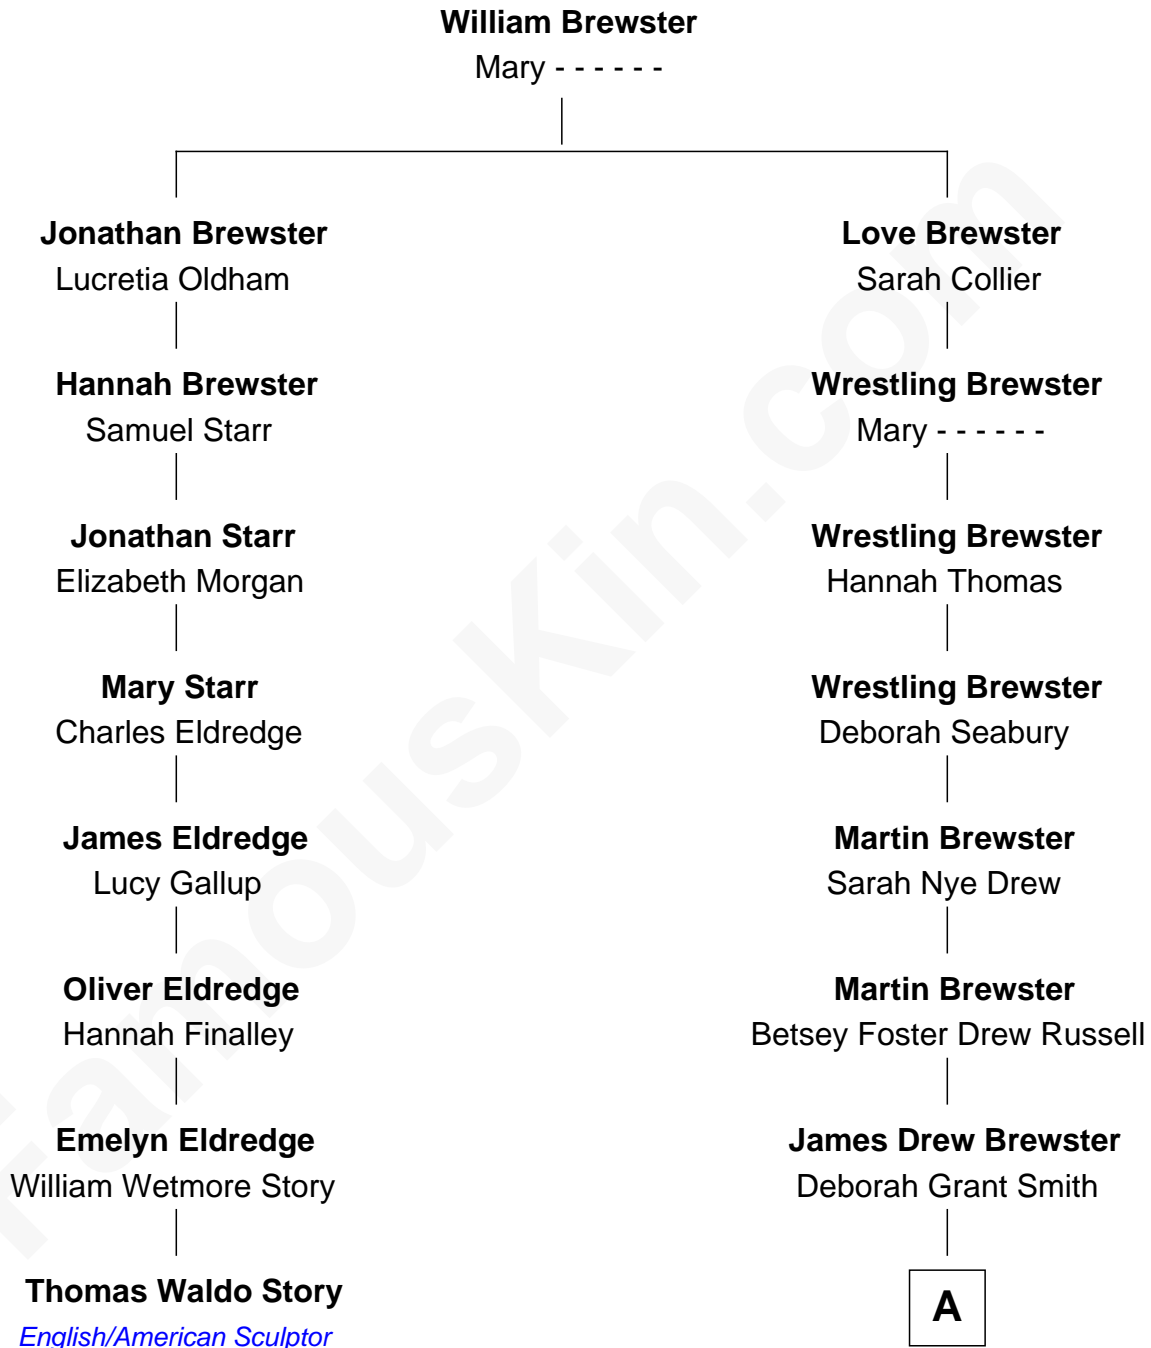 William Brewster
Mary - - - - - -
Jonathan Brewster
Lucretia Oldham
Love Brewster
Sarah Collier
Hannah Brewster
Samuel Starr
Wrestling Brewster
Mary - - - - - -
Jonathan Starr
Elizabeth Morgan
Wrestling Brewster
Hannah Thomas
Mary Starr
Charles Eldredge
Wrestling Brewster
Deborah Seabury
James Eldredge
Lucy Gallup
Martin Brewster
Sarah Nye Drew
Oliver Eldredge
Hannah Finalley
Martin Brewster
Betsey Foster Drew Russell
Emelyn Eldredge
William Wetmore Story
James Drew Brewster
Deborah Grant Smith
Thomas Waldo Story
English/American Sculptor
A
FamousKin.com